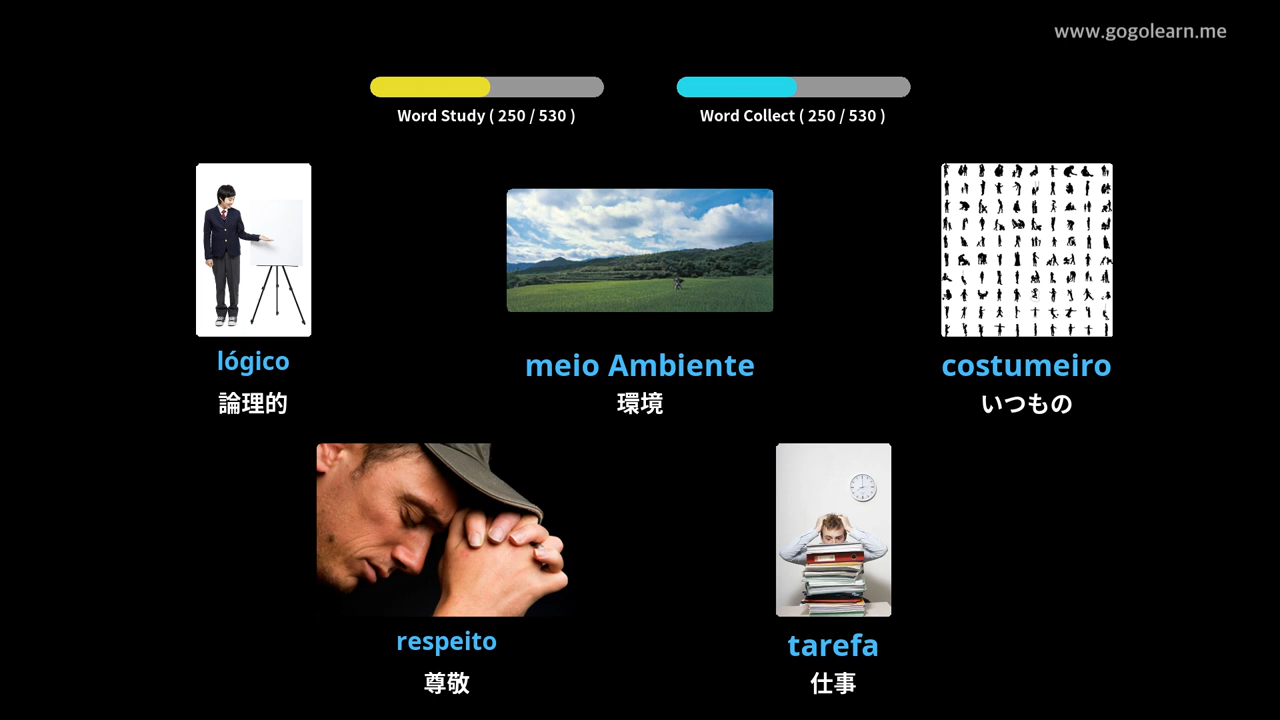 www.gogolearn.me
Word Study ( 250 / 530 )
Word Collect ( 250 / 530 )
lógico
論理的
meio Ambiente
環境
costumeiro
いつもの
respeito
尊敬
tarefa
仕事